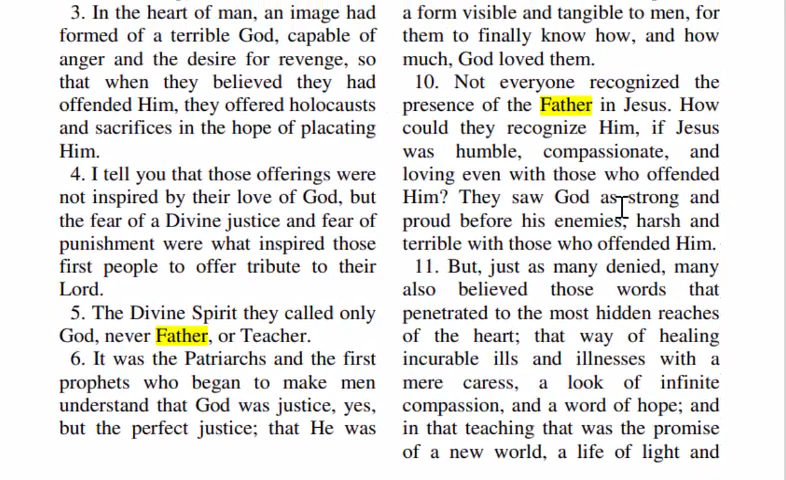 3. In the heart of man, an image had
formed of a terrible God, capable of
anger and the desire for revenge, so
that when they believed they had
offended Him, they offered holocausts
and sacrifices in the hope of placating
Him.
4. I tell you that those offerings were
not inspired by their love of God, but
the fear of a Divine justice and fear of
punishment were what inspired those
first people to offer tribute to their
Lord.
5. The Divine Spirit they called only
God, never Father, or Teacher.
6. It was the Patriarchs and the first
prophets who began to make men
understand that God was justice, yes,
but the perfect justice; that He was
a form visible and tangible to men, for
them to finally know how, and how
much, God loved them.
10. Not everyone recognized the
presence of the Father in Jesus. How
could they recognize Him, if Jesus
was humble, compassionate, and
loving even with those who offended
Him? They saw God as strong and
proud before his enemies, harsh and
terrible with those who offended Him.
11. But, just as many denied, many
also believed those words that
penetrated to the most hidden reaches
of the heart; that way of healing
incurable ills and illnesses with a
mere caress, a look of infinite
compassion, and a word of hope; and
in that teaching that was the promise
of a new world, a life of light and